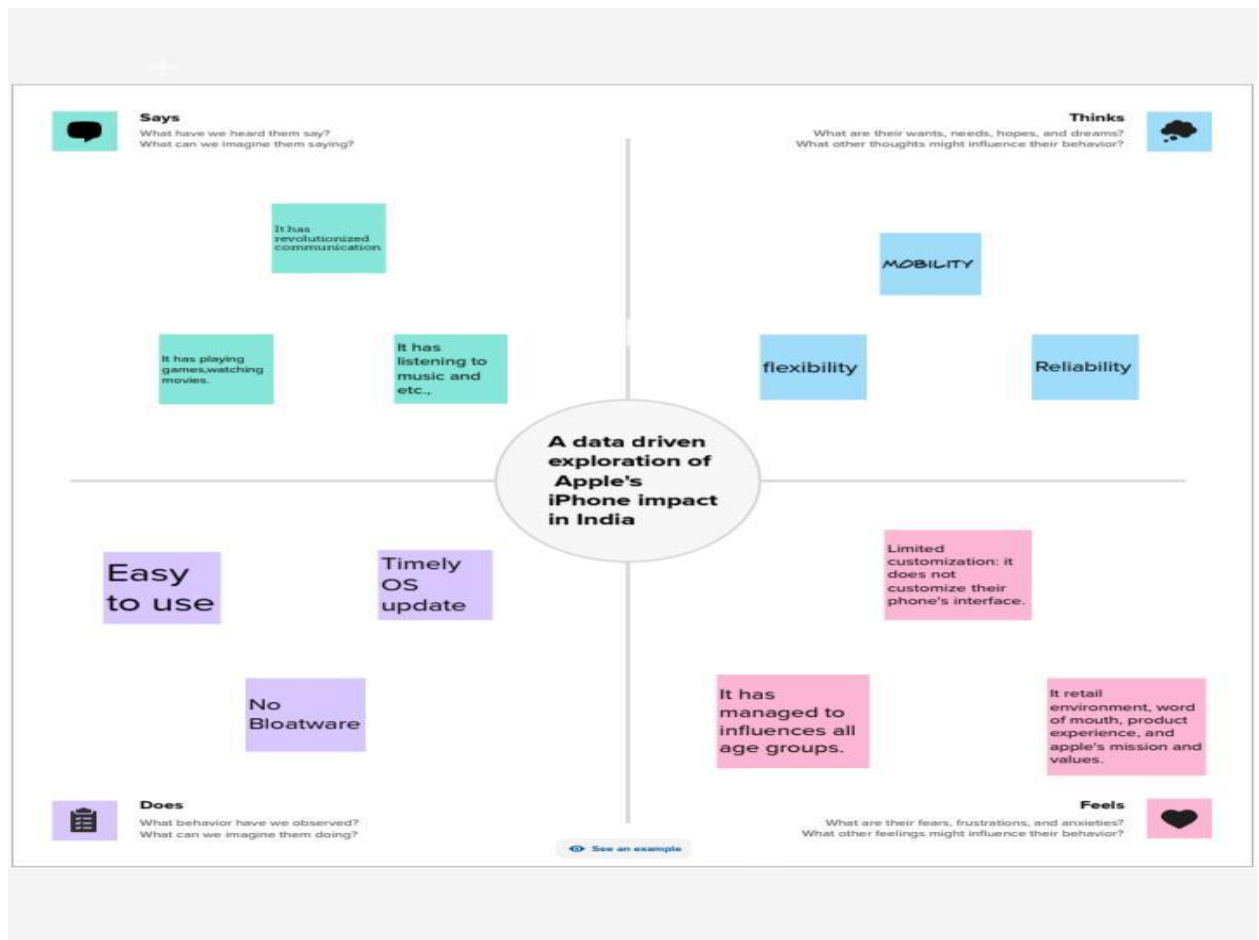 Says
What have we heard them say?
What can we imagine them saying?
Thinks
What are their wants, needs, hopes, and dreams?
What other thoughts might influence their behavior?
It has
revolutionized
communication
It has playing
games,watching
movies.
It has
listening to
music and
etc.,
MOBILITY
flexibility
Reliability
A data driven
exploration of
Apple's
iPhone impact
in India
Easy
to use
Timely
OS
update
No
Bloatware
Limited
customization: it
does not
customize their
phone's interface.
It has
managed to
influences all
age groups.
It retail
environment, word
of mouth, product
experience, and
apple's mission and
values.
Does
What behavior have we observed?
What can we imagine them doing?
Feels
What are their fears, frustrations, and anxieties?
What other feelings might influence their behavior?
See an example